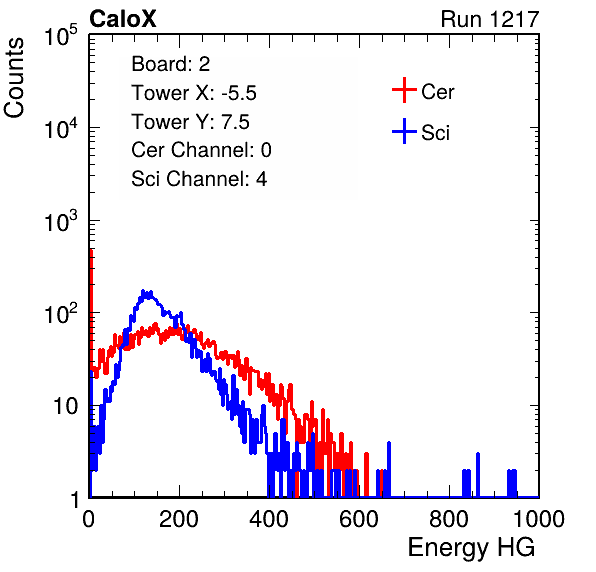 CaloX Run 1217
Counts
Board: 2
Tower X: -5.5
Tower Y: 7.5
Cer Channel: 0
Sci Channel: 4
Cer
Sci
10^5
10^4
10^3
10^2
10
1
0 200 400 600 800 1000
Energy HG